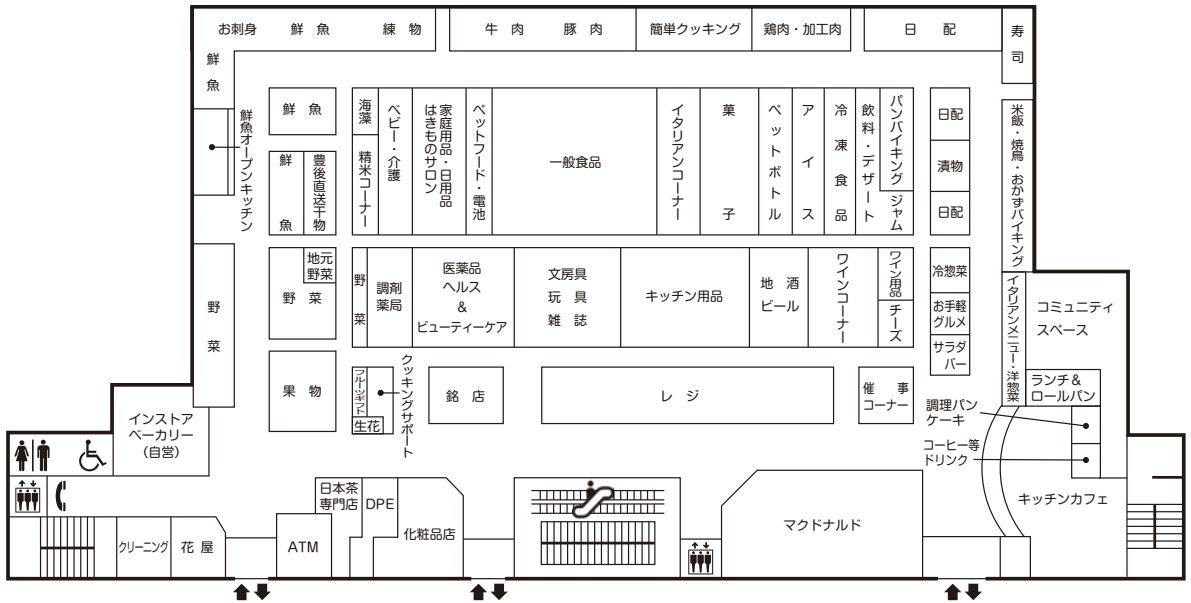 お刺身 鮮魚 練物
牛肉 豚肉
簡単クッキング
鶏肉・加工肉
日配
寿司
鮮魚
鮮魚オープンキッチン
鮮魚
鮮魚
豊後直送干物
海藻
精米コーナー
ベビー・介護
家庭用品・日用品
はきものサロン
ペットフード・電池
一般食品
イタリアンコーナー
菓子
ペットボトル
アイス
冷凍食品
飲料・デザート
パンバイキング
ジャム
日配
漬物
日配
米飯・焼鳥・おかずバイキング
野菜
地元
野菜
野菜
野菜
調剤
薬局
医薬品
ヘルス
&
ビューティーケア
文房具
玩具
雑誌
キッチン用品
地酒
ビール
ワインコーナー
ワイン用品
チーズ
冷惣菜
お手軽
グルメ
サラダ
バー
イタリアンメニュー・洋惣菜
コミュニティ
スペース
果物
フルーツギフト
生花
クッキングサポート
銘店
レジ
催事
コーナー
ランチ&
ロールパン
調理パン
ケーキ
コーヒー等
ドリンク
キッチンカフェ
インストア
ベーカリー
(自営)
クリーニング
花屋
ATM
日本茶
専門店
DPE
化粧品店
マクドナルド